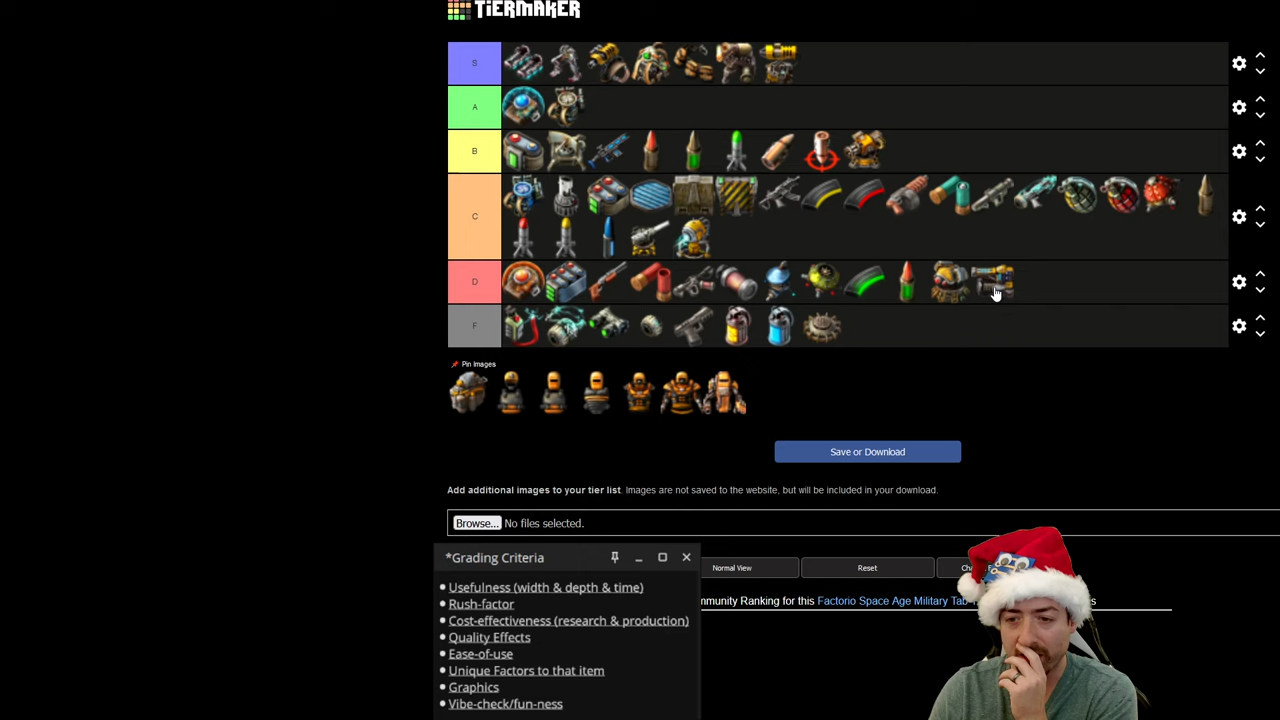 TiERMAKER
S
A
B
C
D
F
Pin Images
Save or Download
Add additional images to your tier list. Images are not saved to the website, but will be included in your download.
Browse... No files selected.
*Grading Criteria
Normal View
Reset
Usefulness (width & depth & time)
Rush-factor
mmunity Ranking for this Factorio Space Age Military Tab
Cost-effectiveness (research & production)
Quality Effects
Ease-of-use
Unique Factors to that item
Graphics
Vibe-check/fun-ness